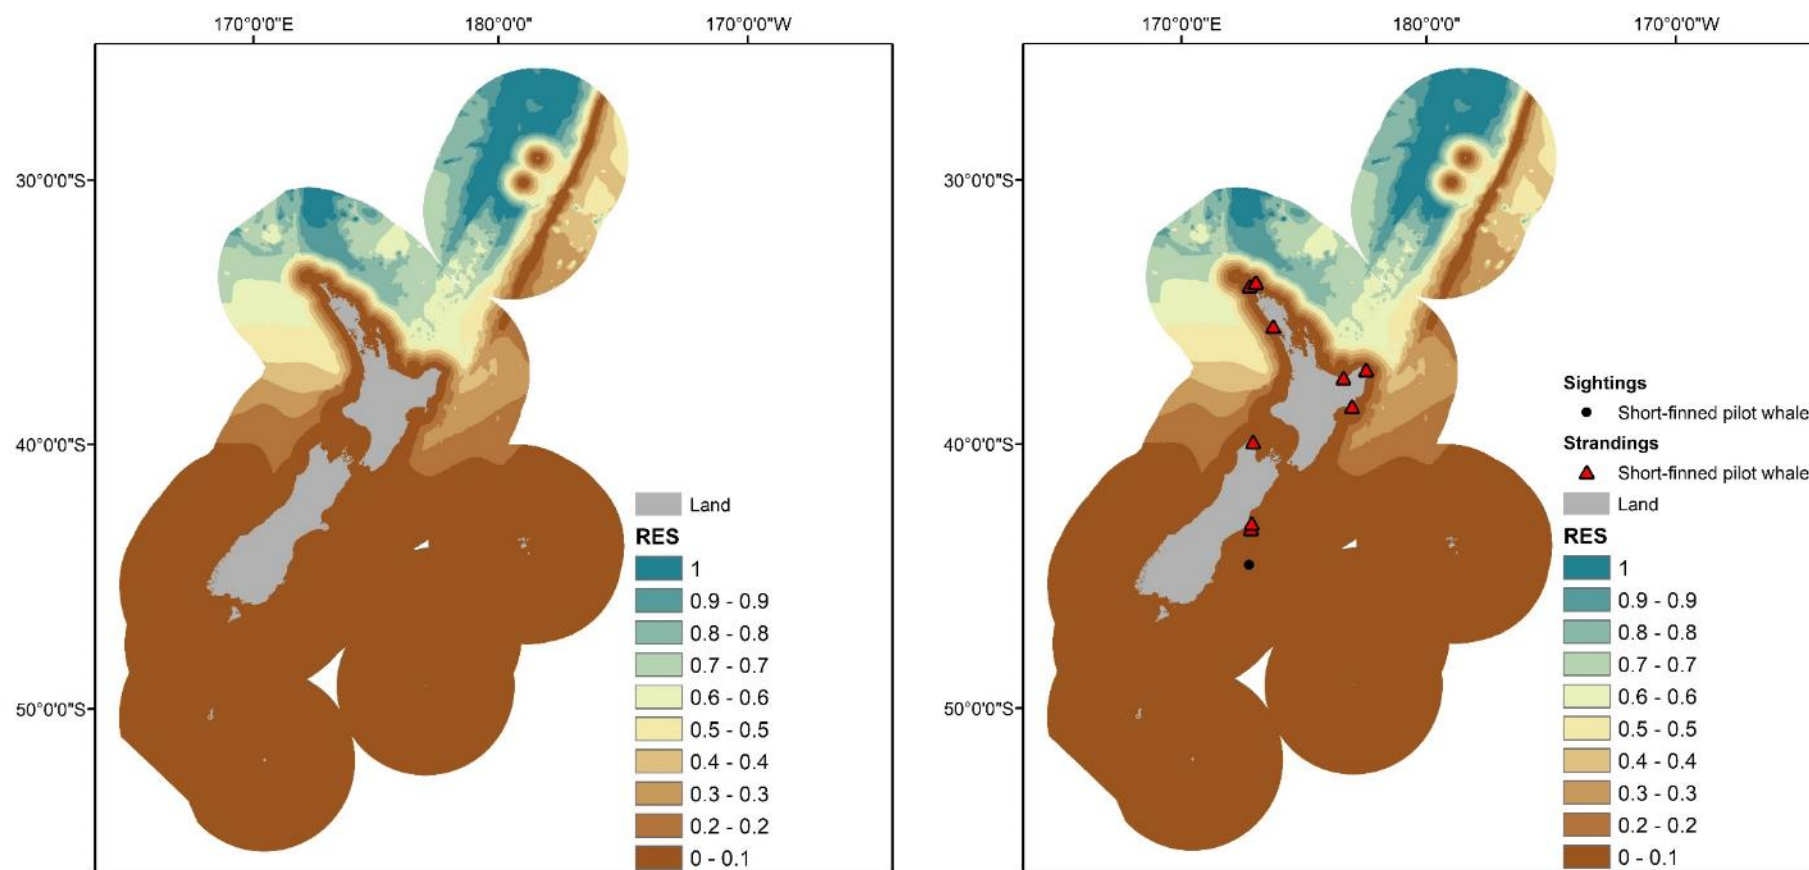 170°0'0"E 180°0'0" 170°0'0"W
30°0'0"S
40°0'0"S
50°0'0"S
Land
RES
1
0.9 - 0.9
0.8 - 0.8
0.7 - 0.7
0.6 - 0.6
0.5 - 0.5
0.4 - 0.4
0.3 - 0.3
0.2 - 0.2
0 - 0.1
170°0'0"E 180°0'0" 170°0'0"W
30°0'0"S
40°0'0"S
50°0'0"S
Sightings
Short-finned pilot whale
Strandings
Short-finned pilot whale
Land
RES
1
0.9 - 0.9
0.8 - 0.8
0.7 - 0.7
0.6 - 0.6
0.5 - 0.5
0.4 - 0.4
0.3 - 0.3
0.2 - 0.2
0 - 0.1